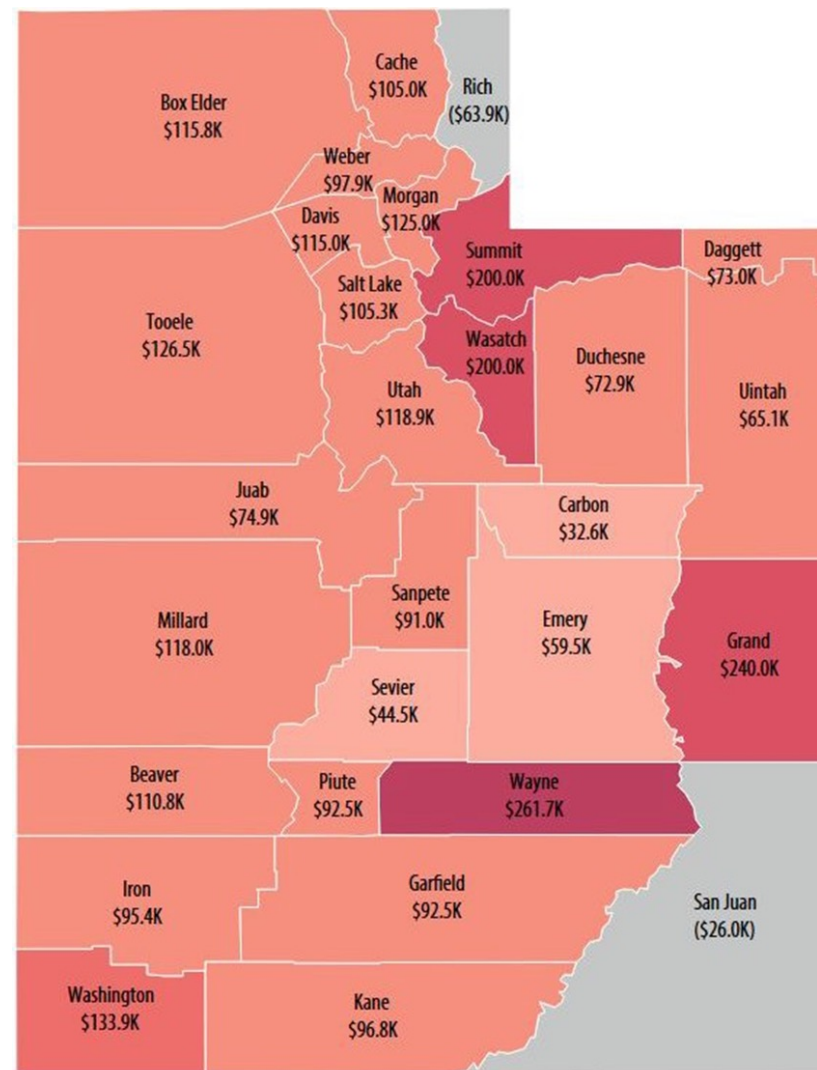 Cache
$105.0K
Rich
($63.9K)
Box Elder
$115.8K
Weber
$97.9K
Morgan
$125.0K
Davis
$115.0K
Summit
$200.0K
Daggett
$73.0K
Salt Lake
$105.3K
Tooele
$126.5K
Wasatch
$200.0K
Duchesne
$72.9K
Uintah
$65.1K
Utah
$118.9K
Juab
$74.9K
Carbon
$32.6K
Sanpete
$91.0K
Millard
$118.0K
Emery
$59.5K
Grand
$240.0K
Sevier
$44.5K
Beaver
$110.8K
Piute
$92.5K
Wayne
$261.7K
Iron
$95.4K
Garfield
$92.5K
San Juan
($26.0K)
Washington
$133.9K
Kane
$96.8K